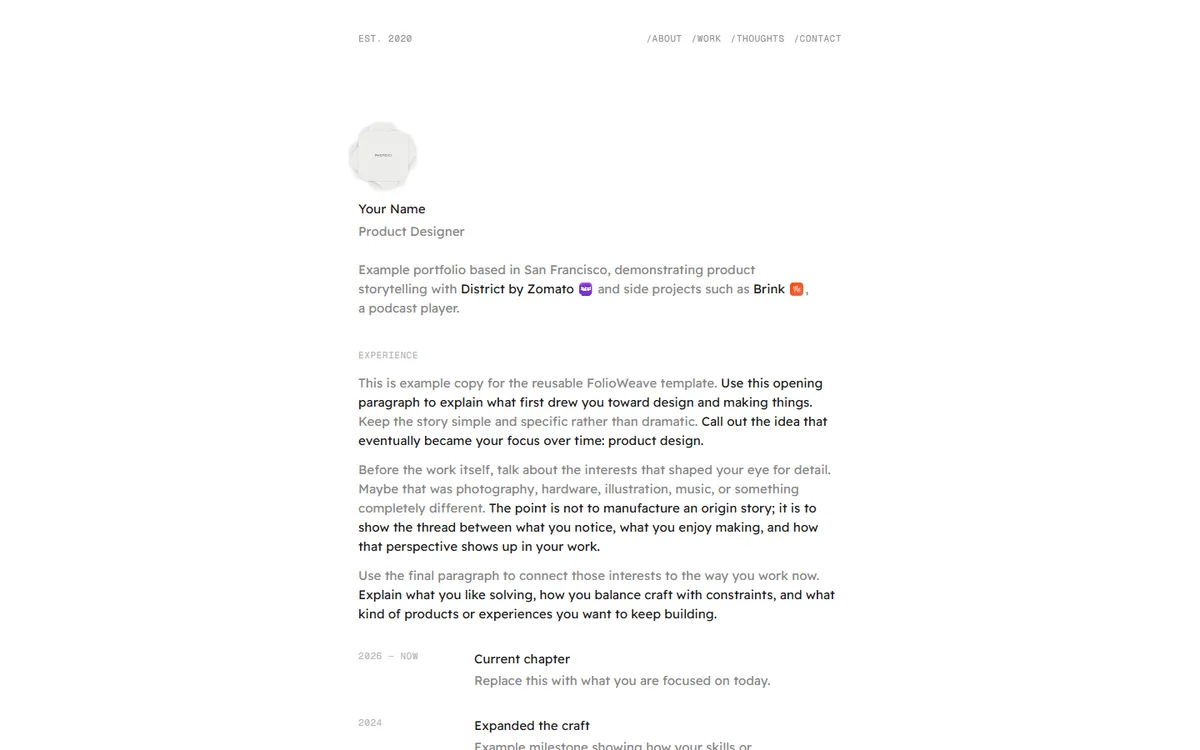 EST. 2020
/ABOUT /WORK /THOUGHTS /CONTACT
Your Name
Product Designer
Example portfolio based in San Francisco, demonstrating product
storytelling with District by Zomato and side projects such as Brink ,
a podcast player.
EXPERIENCE
This is example copy for the reusable FolioWeave template. Use this opening
paragraph to explain what first drew you toward design and making things.
Keep the story simple and specific rather than dramatic. Call out the idea that
eventually became your focus over time: product design.
Before the work itself, talk about the interests that shaped your eye for detail.
Maybe that was photography, hardware, illustration, music, or something
completely different. The point is not to manufacture an origin story; it is to
show the thread between what you notice, what you enjoy making, and how
that perspective shows up in your work.
Use the final paragraph to connect those interests to the way you work now.
Explain what you like solving, how you balance craft with constraints, and what
kind of products or experiences you want to keep building.
2026 — NOW
Current chapter
Replace this with what you are focused on today.
2024
Expanded the craft
Example milestone showing how your skills or